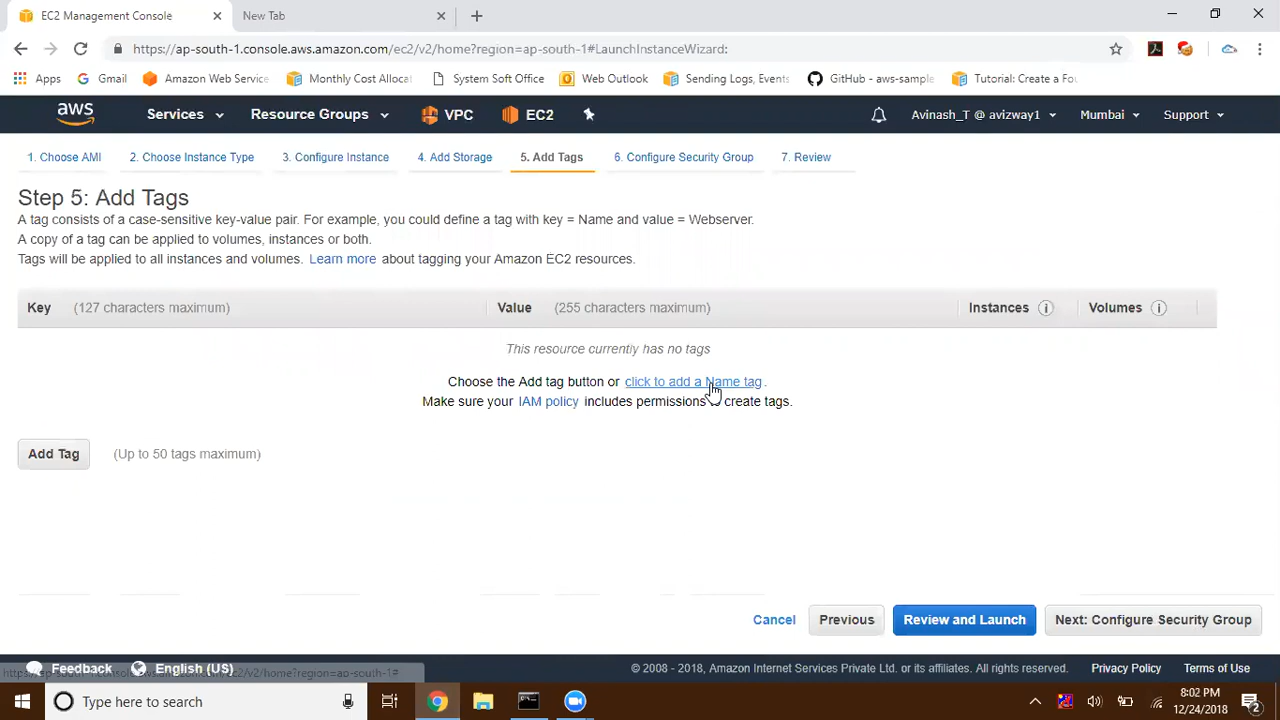 EC2 Management Console
New Tab
https://ap-south-1.console.aws.amazon.com/ec2/v2/home?region=ap-south-1#LaunchInstanceWizard:
Apps Gmail Amazon Web Service Monthly Cost Allocat System Soft Office Web Outlook Sending Logs, Events GitHub - aws-sample Tutorial: Create a Fou
aws Services Resource Groups VPC EC2 Avinash_T @ avizway1 Mumbai Support
1. Choose AMI 2. Choose Instance Type 3. Configure Instance 4. Add Storage 5. Add Tags 6. Configure Security Group 7. Review
Step 5: Add Tags
A tag consists of a case-sensitive key-value pair. For example, you could define a tag with key = Name and value = Webserver.
A copy of a tag can be applied to volumes, instances or both.
Tags will be applied to all instances and volumes. Learn more about tagging your Amazon EC2 resources.
Key (127 characters maximum) Value (255 characters maximum) Instances Volumes
This resource currently has no tags
Choose the Add tag button or click to add a Name tag.
Make sure your IAM policy includes permissions to create tags.
Add Tag (Up to 50 tags maximum)
Cancel Previous Review and Launch Next: Configure Security Group
Feedback English (US) © 2008 - 2018, Amazon Internet Services Private Ltd. or its affiliates. All rights reserved. Privacy Policy Terms of Use
Type here to search
8:02 PM
12/24/2018
2